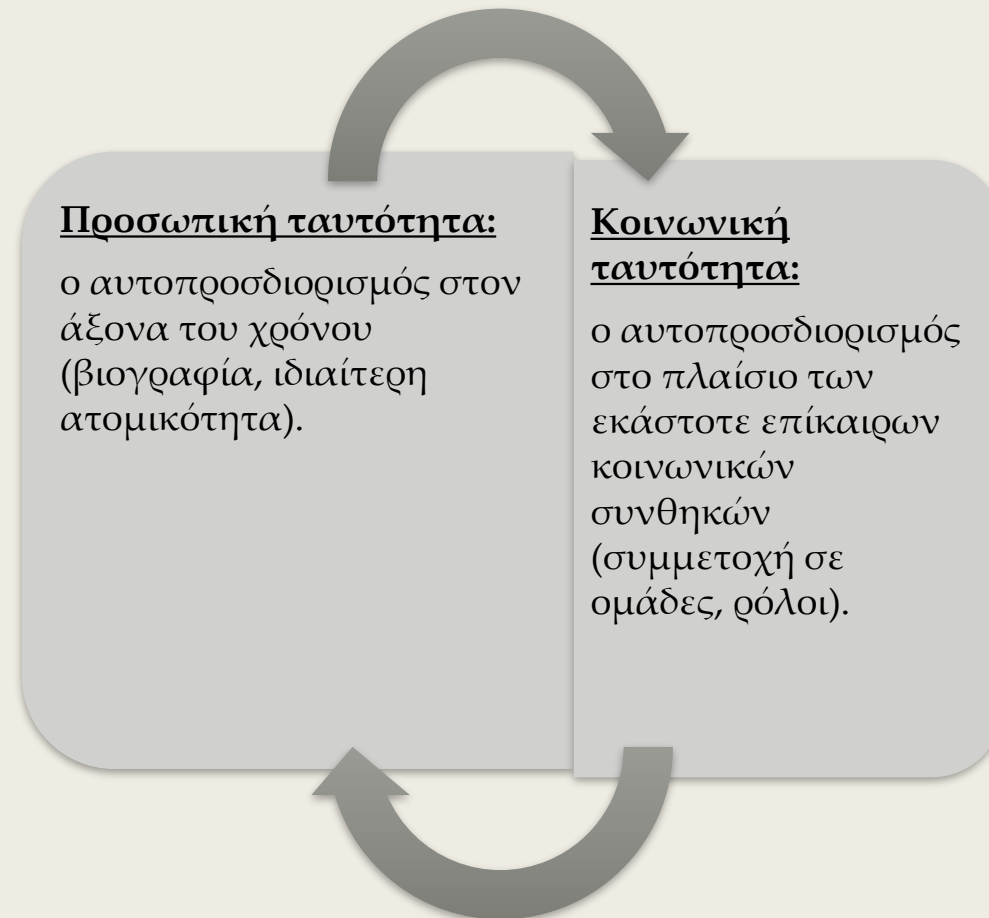 Προσωπική ταυτότητα:
ο αυτοπροσδιορισμός στον
άξονα του χρόνου
(βιογραφία, ιδιαίτερη
ατομικότητα).
Κοινωνική
ταυτότητα:
ο αυτοπροσδιορισμός
στο πλαίσιο των
εκάστοτε επίκαιρων
κοινωνικών
συνθηκών
(συμμετοχή σε
ομάδες, ρόλοι).